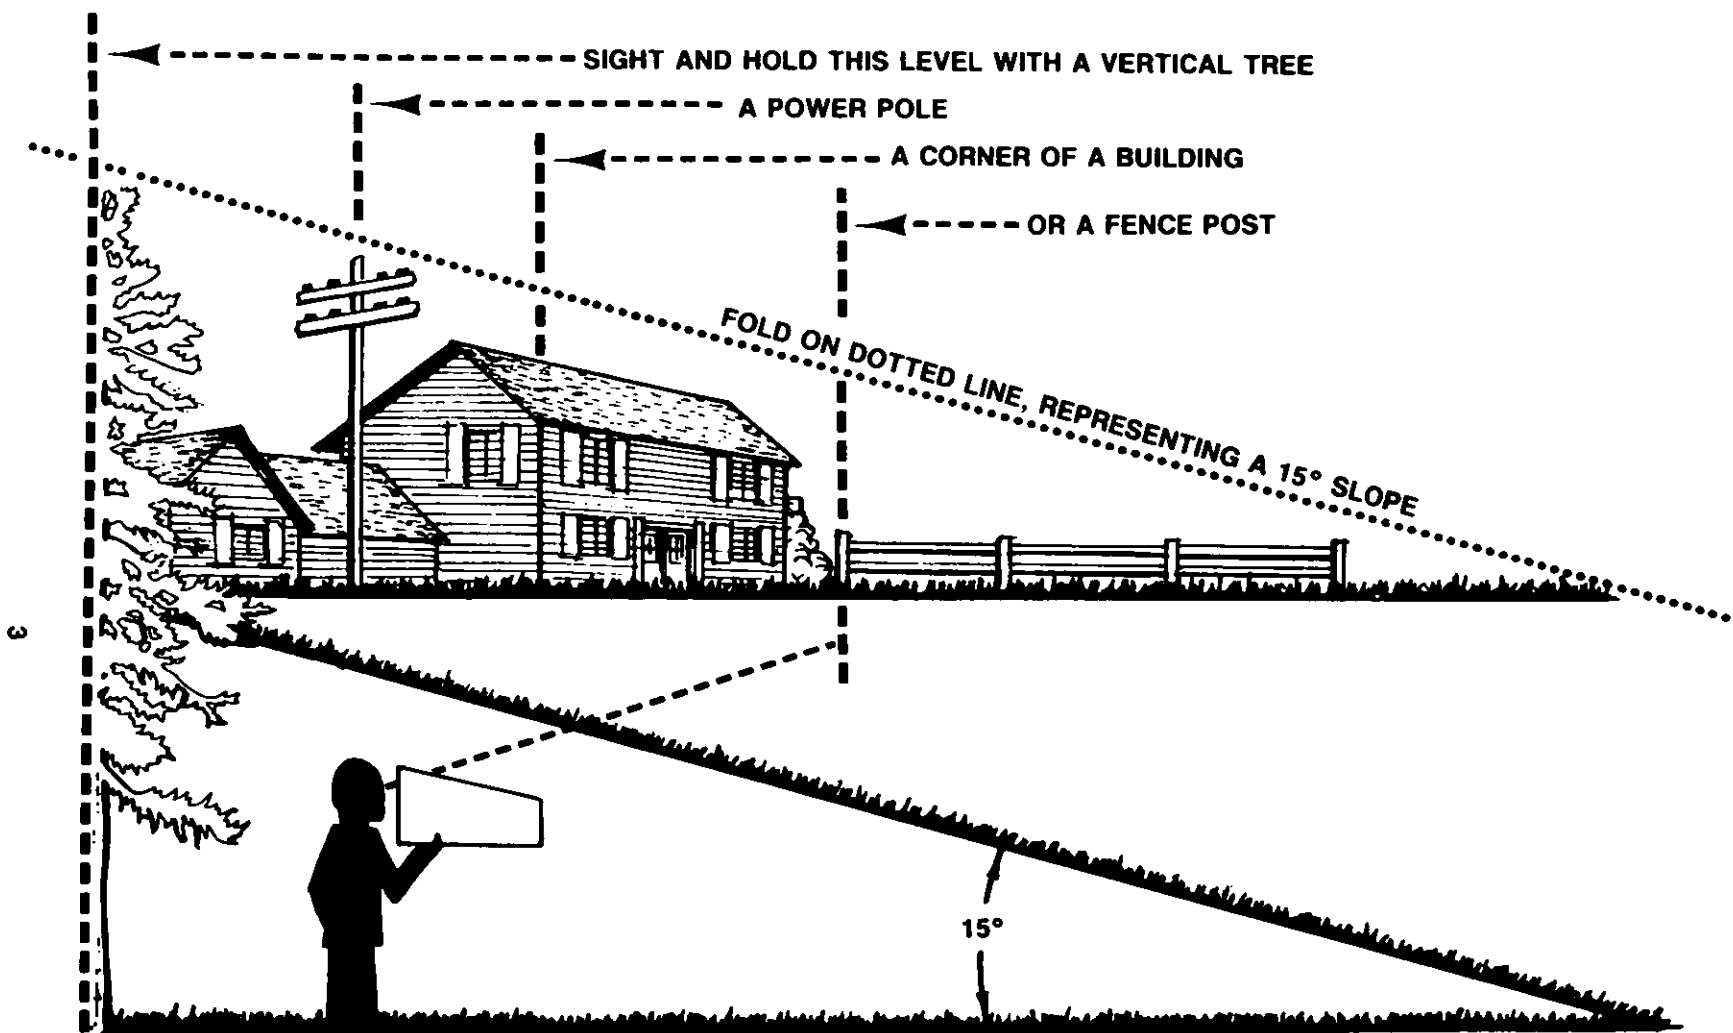 SIGHT AND HOLD THIS LEVEL WITH A VERTICAL TREE
A POWER POLE
A CORNER OF A BUILDING
OR A FENCE POST
FOLD ON DOTTED LINE, REPRESENTING A 15° SLOPE
3
15°